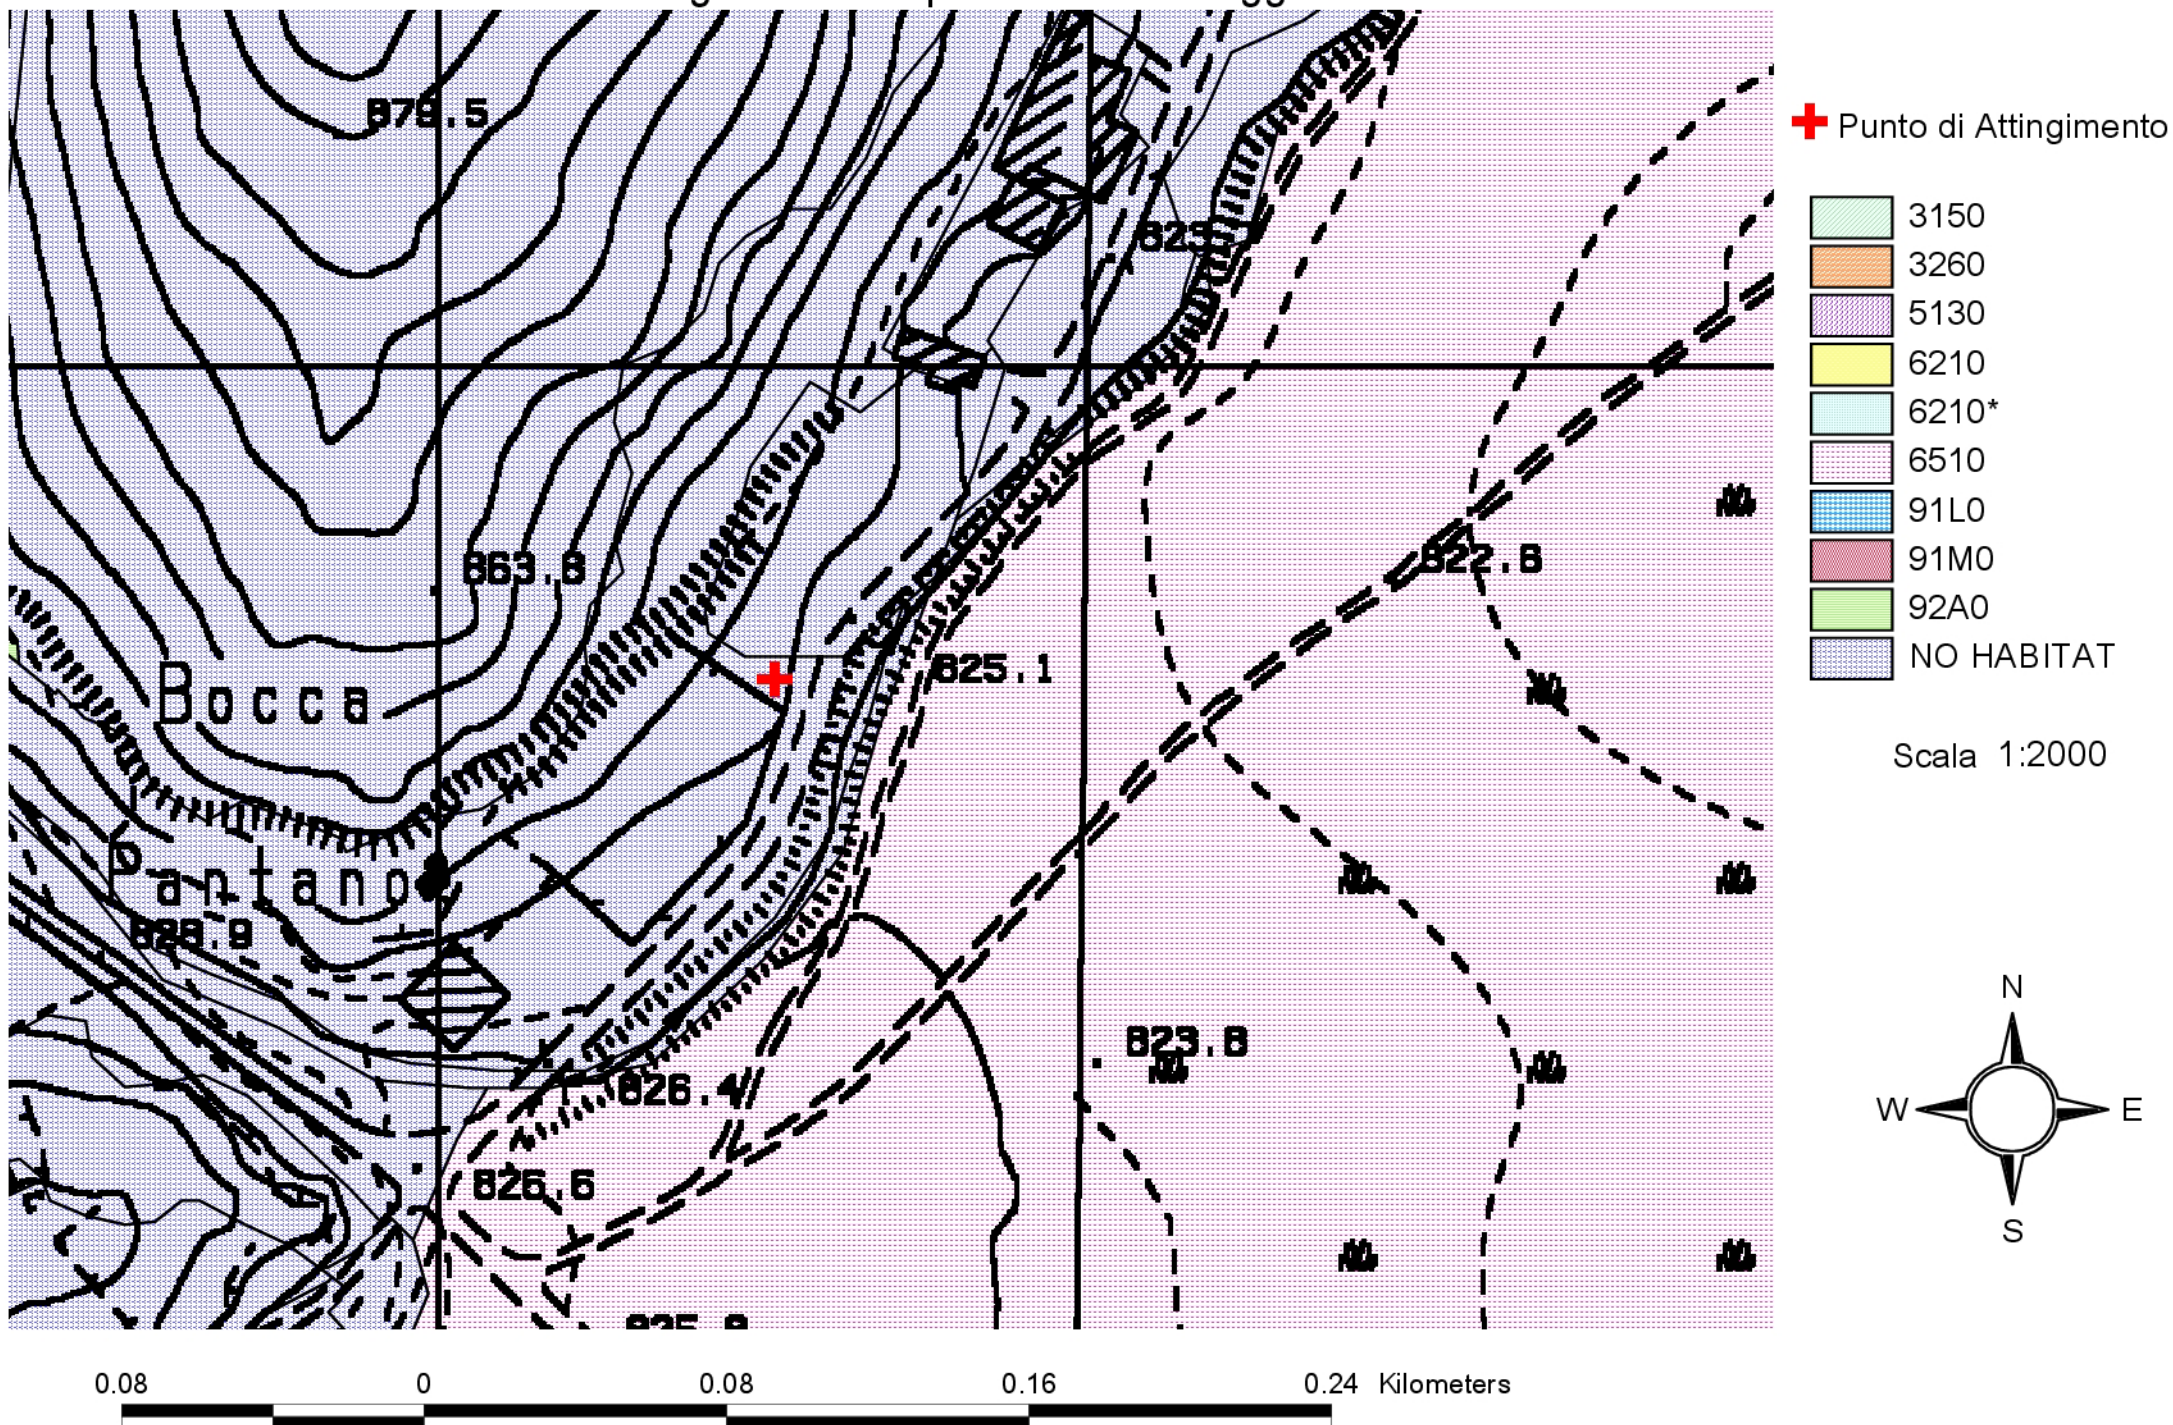 879.5
Punto di Attingimento
3150
3260
5130
6210
6210*
6510
91L0
91M0
92A0
NO HABITAT
Scala 1:2000
822.6
863.8
825.1
Bocca
Pantano
828.9
823.8
826.4
826.6
N
W E
S
0.08 0 0.08 0.16 0.24 Kilometers